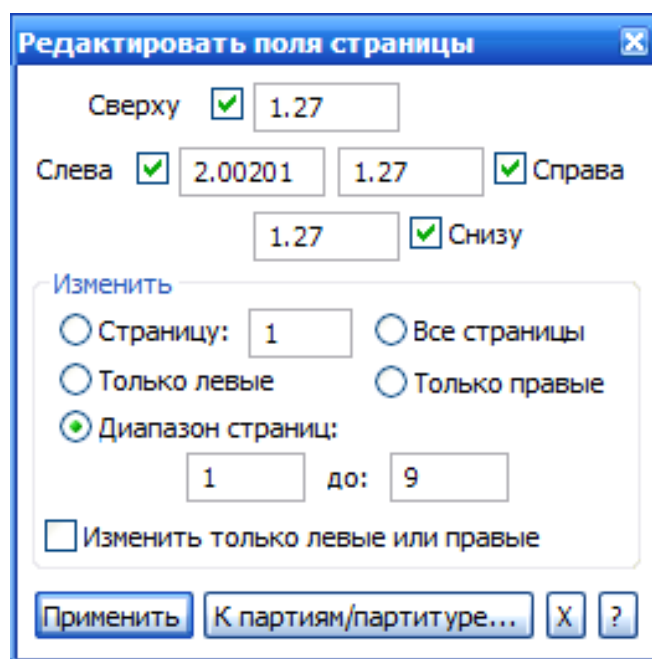 Редактировать поля страницы
Сверху 1.27
Слева 2.00201 1.27 Справа
1.27 Снизу
Изменить
Страницу: 1 Все страницы
Только левые Только правые
Диапазон страниц:
1 до: 9
Изменить только левые или правые
Применить К партиям/партитуре... X ?